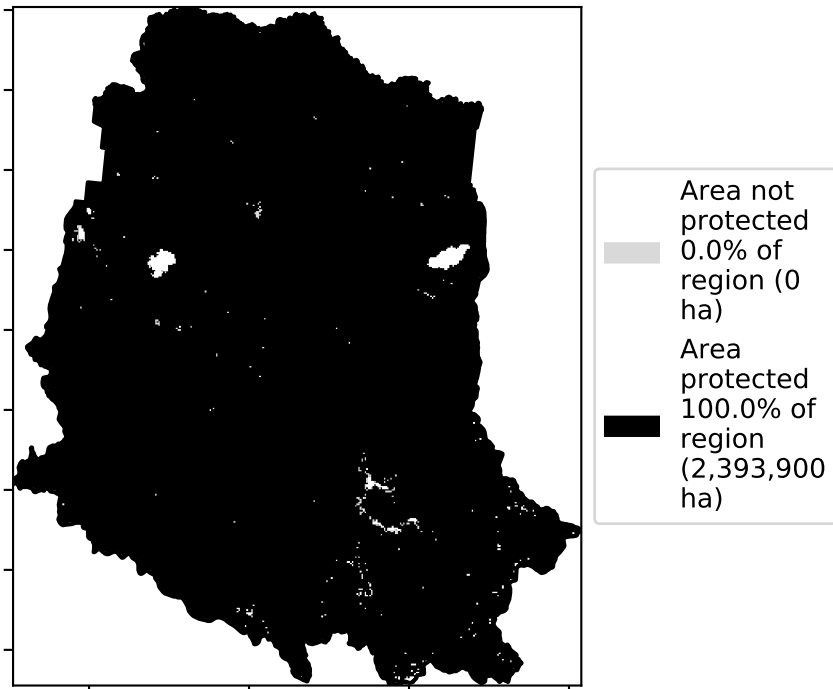 Area not
protected
0.0% of
region (0
ha)
Area
protected
100.0% of
region
(2,393,900
ha)